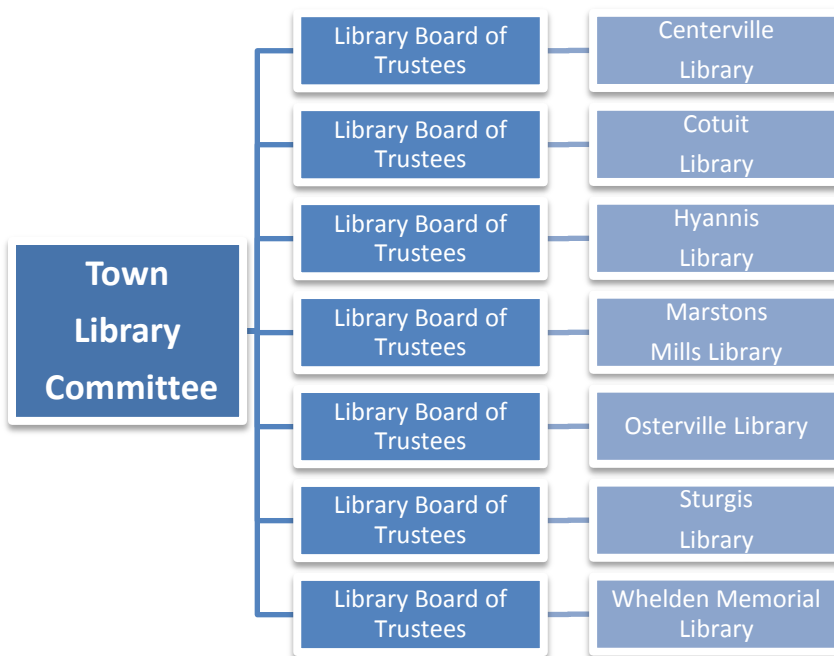 Town
Library
Committee
Library Board of
Trustees
Centerville
Library
Library Board of
Trustees
Cotuit
Library
Library Board of
Trustees
Hyannis
Library
Library Board of
Trustees
Marstons
Mills Library
Library Board of
Trustees
Osterville Library
Library Board of
Trustees
Sturgis
Library
Library Board of
Trustees
Whelden Memorial
Library